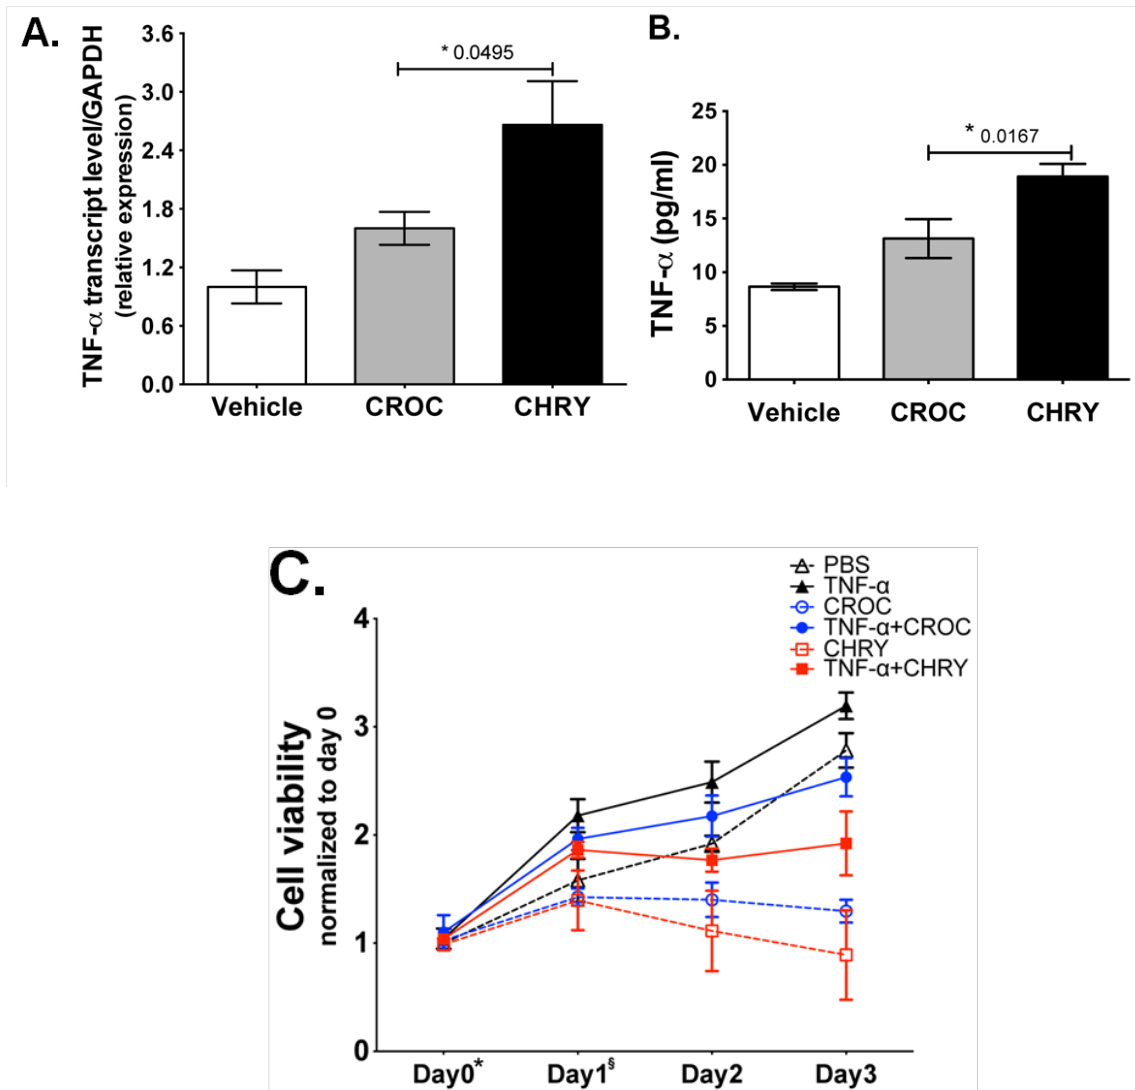 A.
TNF-α transcript level/GAPDH
(relative expression)
3.6
3.0
2.4
1.8
1.2
0.6
0.0
* 0.0495
Vehicle CROC CHRY
B.
TNF-α (pg/ml)
25
20
15
10
5
0
* 0.0167
Vehicle CROC CHRY
C.
PBS
TNF-α
CROC
TNF-α+CROC
CHRY
TNF-α+CHRY
Cell viability
normalized to day 0
4
3
2
1
0
Day0* Day1§ Day2 Day3